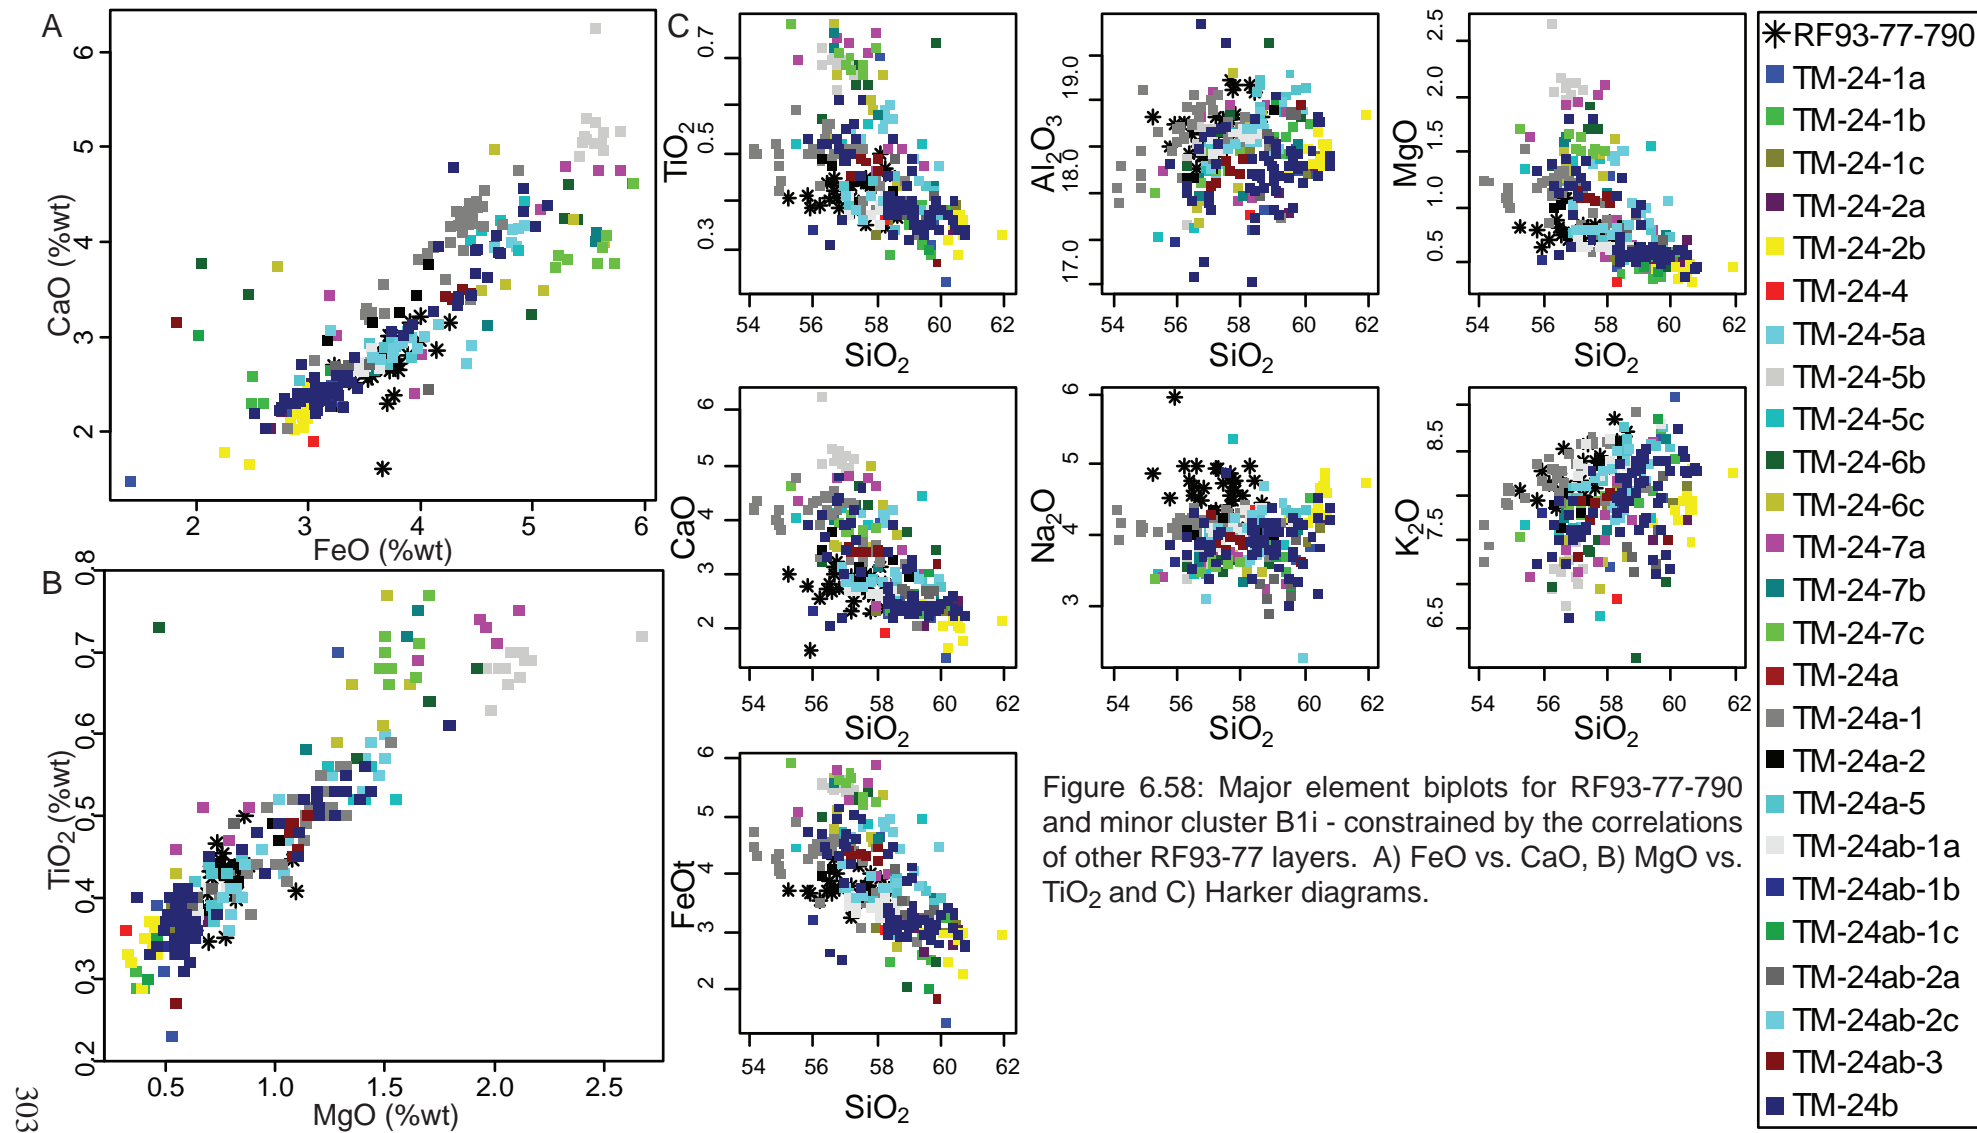 A
CaO (%wt)
6
5
4
3
2
2 3 4 5 6
FeO (%wt)
B
TiO2 (%wt)
0.8
0.7
0.6
0.5
0.4
0.3
0.2
0.5 1.0 1.5 2.0 2.5
MgO (%wt)
C
TiO2
0.7
0.5
0.3
54 56 58 60 62
SiO2
Al2O3
19.0
18.0
17.0
54 56 58 60 62
SiO2
MgO
2.5
2.0
1.5
1.0
0.5
54 56 58 60 62
SiO2
CaO
6
5
4
3
2
54 56 58 60 62
SiO2
Na2O
6
5
4
3
54 56 58 60 62
SiO2
K2O
8.5
7.5
6.5
54 56 58 60 62
SiO2
FeOt
6
5
4
3
2
54 56 58 60 62
SiO2
Figure 6.58: Major element biplots for RF93-77-790
and minor cluster B1i - constrained by the correlations
of other RF93-77 layers. A) FeO vs. CaO, B) MgO vs.
TiO2 and C) Harker diagrams.
RF93-77-790
TM-24-1a
TM-24-1b
TM-24-1c
TM-24-2a
TM-24-2b
TM-24-4
TM-24-5a
TM-24-5b
TM-24-5c
TM-24-6b
TM-24-6c
TM-24-7a
TM-24-7b
TM-24-7c
TM-24a
TM-24a-1
TM-24a-2
TM-24a-5
TM-24ab-1a
TM-24ab-1b
TM-24ab-1c
TM-24ab-2a
TM-24ab-2c
TM-24ab-3
TM-24b
303